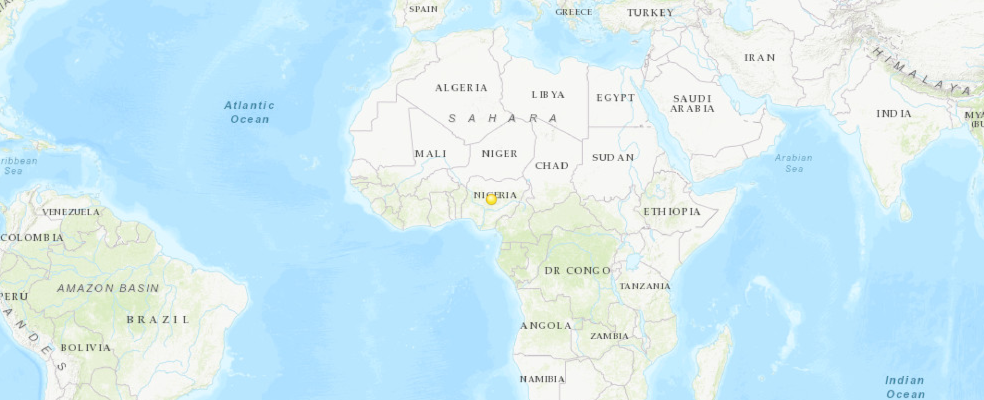 SPAIN
GREECE
TURKEY
IRAN
HIMALAYA
ALGERIA
LIBYA
EGYPT
SAUDI
ARABIA
INDIA
Atlantic
Ocean
SAHARA
MALI
NIGER
CHAD
SUDAN
Arabian
Sea
ribbean
Sea
MYA
(BU
NIGERIA
VENEZUELA
ETHIOPIA
COLOMBIA
DR CONGO
AMAZON BASIN
TANZANIA
PERU
ANDES
BRAZIL
ANGOLA
ZAMBIA
BOLIVIA
NAMIBIA
Indian
Ocean